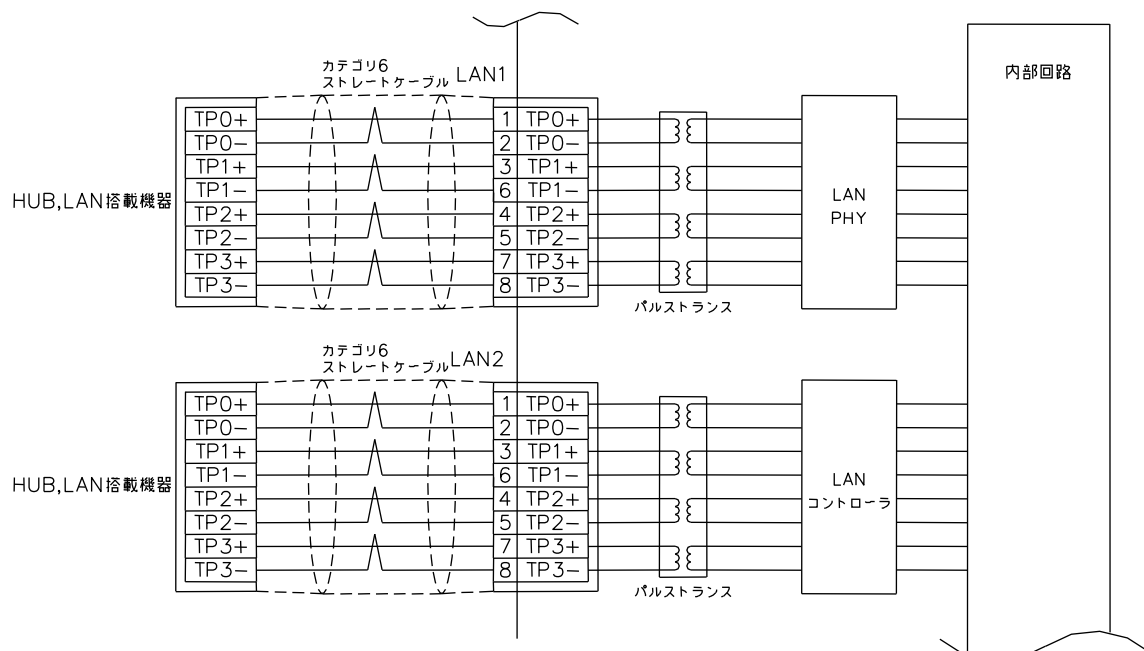 カテゴリ6
ストレートケーブル
LAN1
内部回路
HUB,LAN搭載機器
TP0+
TP0-
TP1+
TP1-
TP2+
TP2-
TP3+
TP3-
1 TP0+
2 TP0-
3 TP1+
6 TP1-
4 TP2+
5 TP2-
7 TP3+
8 TP3-
パルストランス
LAN
PHY
カテゴリ6
ストレートケーブル
LAN2
HUB,LAN搭載機器
TP0+
TP0-
TP1+
TP1-
TP2+
TP2-
TP3+
TP3-
1 TP0+
2 TP0-
3 TP1+
6 TP1-
4 TP2+
5 TP2-
7 TP3+
8 TP3-
パルストランス
LAN
コントローラ